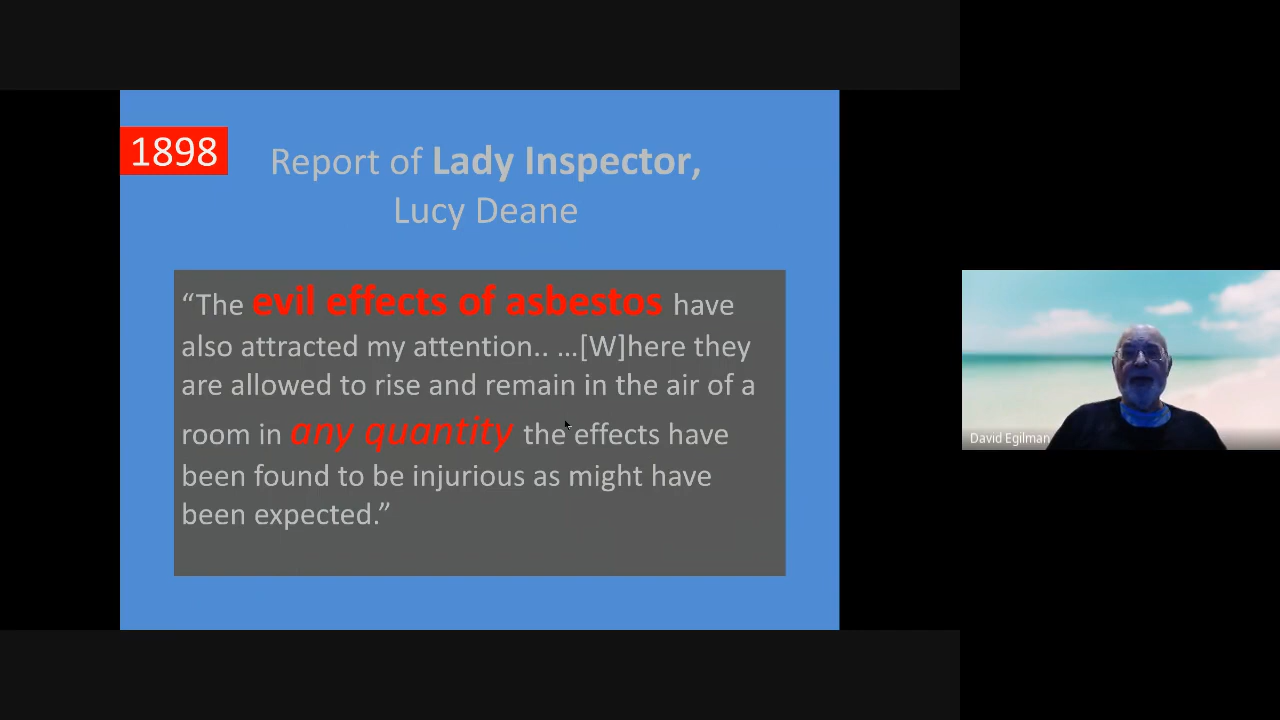 1898
Report of Lady Inspector,
Lucy Deane
“The evil effects of asbestos have
also attracted my attention.. …[W]here they
are allowed to rise and remain in the air of a
room in any quantity the effects have
been found to be injurious as might have
been expected.”
David Egilman